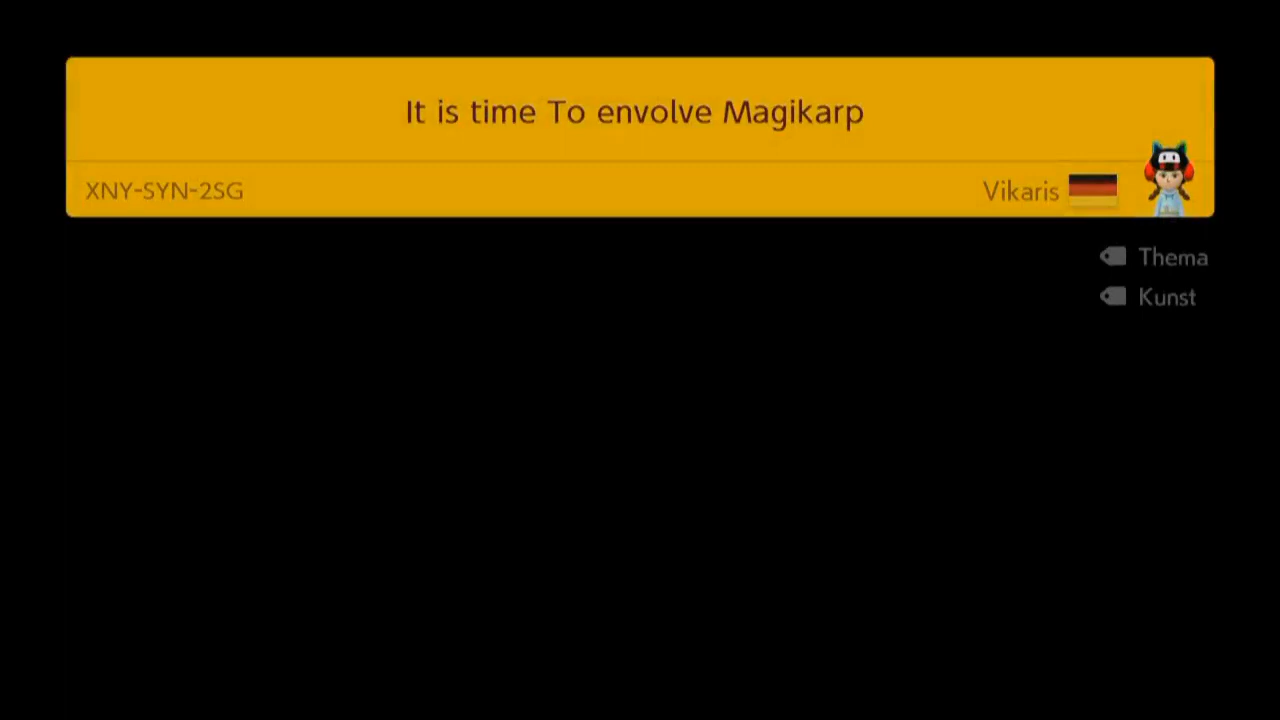 It is time To envolve Magikarp
XNY-SYN-2SG
Vikaris
Thema
Kunst